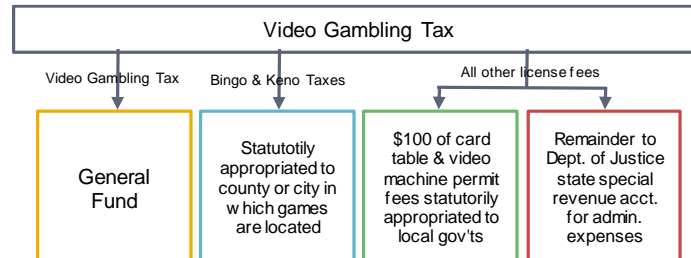 Video Gambling Tax
Video Gambling Tax
Bingo & Keno Taxes
All other license fees
General
Fund
Statutotily
appropriated to
county or city in
which games
are located
$100 of card
table & video
machine permit
fees statutorily
appropriated to
local gov'ts
Remainder to
Dept. of Justice
state special
revenue acct.
for admin.
expenses